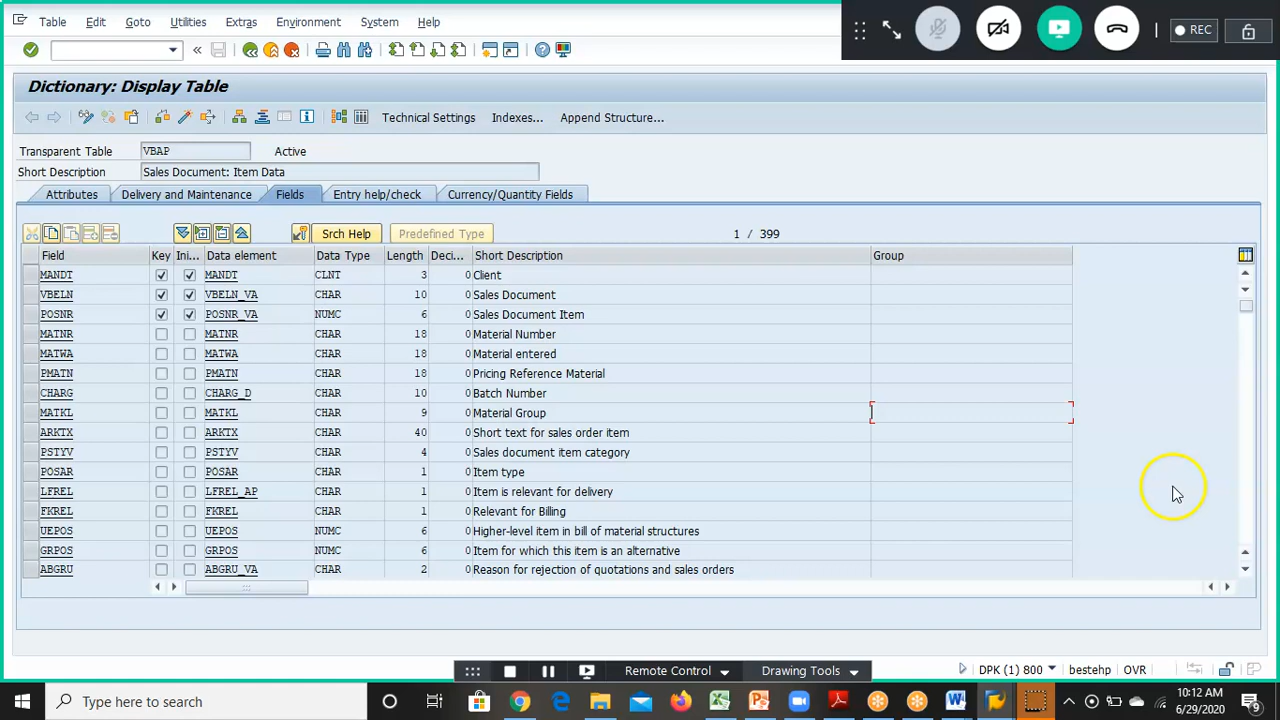 Table Edit Goto Utilities Extras Environment System Help
REC
Dictionary: Display Table
Technical Settings Indexes... Append Structure...
Transparent Table VBAP Active
Short Description Sales Document: Item Data
Attributes Delivery and Maintenance Fields Entry help/check Currency/Quantity Fields
Srch Help Predefined Type 1 / 399
Field Key Ini... Data element Data Type Length Deci... Short Description Group
MANDT MANDT CLNT 3 0 Client
VBELN VBELN_VA CHAR 10 0 Sales Document
POSNR POSNR_VA NUMC 6 0 Sales Document Item
MATNR MATNR CHAR 18 0 Material Number
MATWA MATWA CHAR 18 0 Material entered
PMATN PMATN CHAR 18 0 Pricing Reference Material
CHARG CHARG_D CHAR 10 0 Batch Number
MATKL MATKL CHAR 9 0 Material Group
ARKTX ARKTX CHAR 40 0 Short text for sales order item
PSTYV PSTYV CHAR 4 0 Sales document item category
POSAR POSAR CHAR 1 0 Item type
LFREL LFREL_AP CHAR 1 0 Item is relevant for delivery
FKREL FKREL CHAR 1 0 Relevant for Billing
UEPOS UEPOS NUMC 6 0 Higher-level item in bill of material structures
GRPOS GRPOS NUMC 6 0 Item for which this item is an alternative
ABGRU ABGRU_VA CHAR 2 0 Reason for rejection of quotations and sales orders
Remote Control Drawing Tools DPK (1) 800 bestehp OVR
Type here to search
10:12 AM
6/29/2020
9